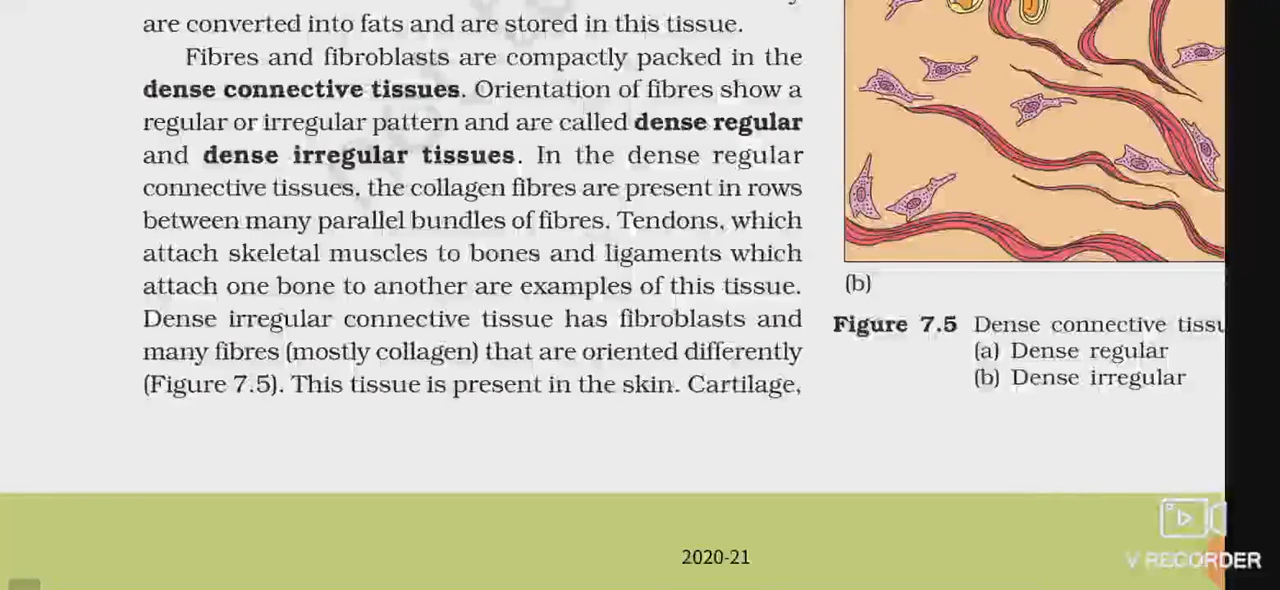 are converted into fats and are stored in this tissue.
Fibres and fibroblasts are compactly packed in the
dense connective tissues. Orientation of fibres show a
regular or irregular pattern and are called dense regular
and dense irregular tissues. In the dense regular
connective tissues, the collagen fibres are present in rows
between many parallel bundles of fibres. Tendons, which
attach skeletal muscles to bones and ligaments which
attach one bone to another are examples of this tissue.
Dense irregular connective tissue has fibroblasts and
many fibres (mostly collagen) that are oriented differently
(Figure 7.5). This tissue is present in the skin. Cartilage,
(b)
Figure 7.5 Dense connective tissu
(a) Dense regular
(b) Dense irregular
2020-21
V RECORDER